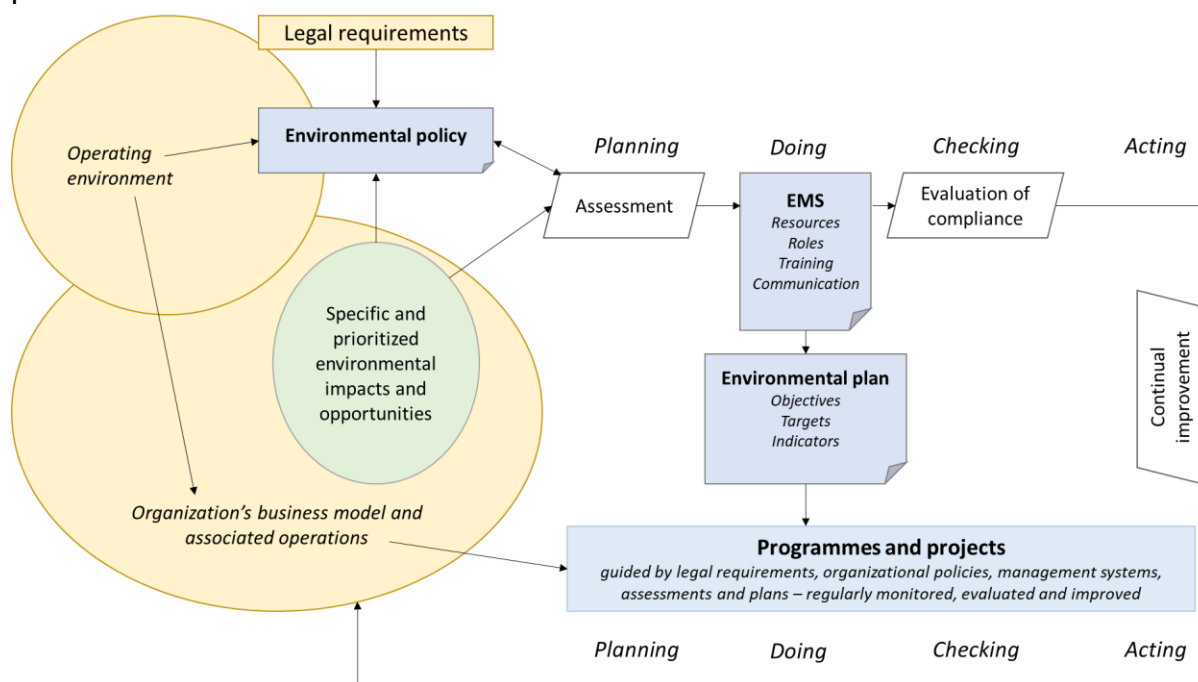 Legal requirements
Environmental policy
Operating
environment
Planning
Doing
Checking
Acting
Assessment
EMS
Resources
Roles
Training
Communication
Evaluation of
compliance
Specific and
prioritized
environmental
impacts and
opportunities
Environmental plan
Objectives
Targets
Indicators
Continual
improvement
Organization's business model and
associated operations
Programmes and projects
guided by legal requirements, organizational policies, management systems,
assessments and plans – regularly monitored, evaluated and improved
Planning
Doing
Checking
Acting